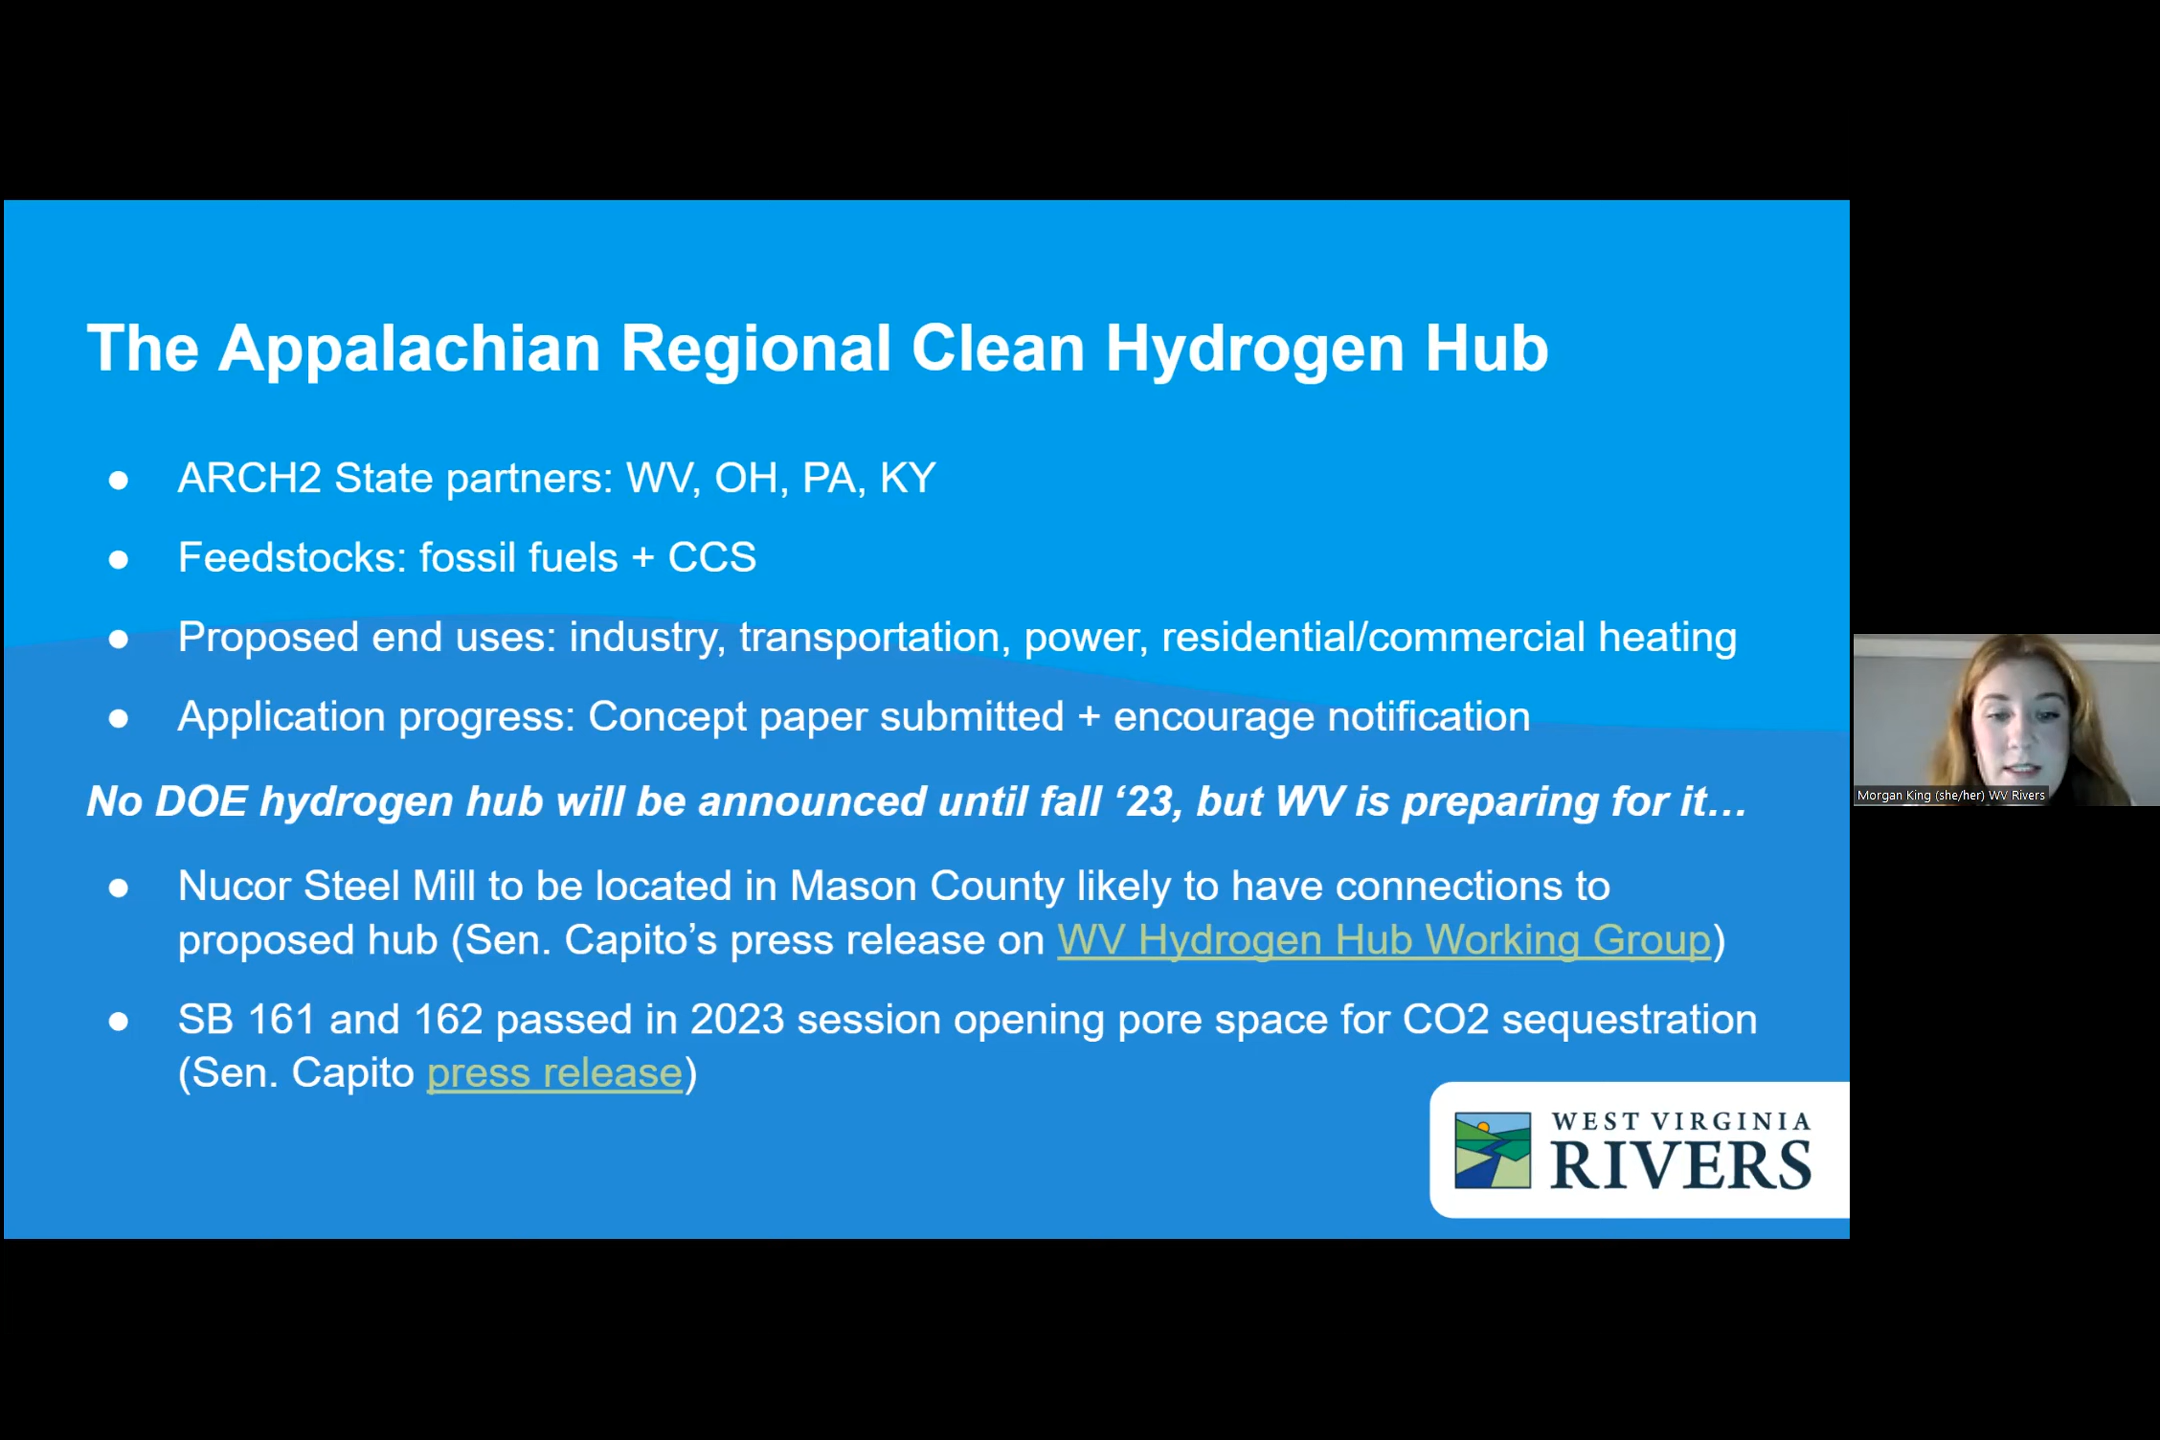 The Appalachian Regional Clean Hydrogen Hub
● ARCH2 State partners: WV, OH, PA, KY
● Feedstocks: fossil fuels + CCS
● Proposed end uses: industry, transportation, power, residential/commercial heating
● Application progress: Concept paper submitted + encourage notification
No DOE hydrogen hub will be announced until fall ‘23, but WV is preparing for it…
● Nucor Steel Mill to be located in Mason County likely to have connections to
proposed hub (Sen. Capito’s press release on WV Hydrogen Hub Working Group)
● SB 161 and 162 passed in 2023 session opening pore space for CO2 sequestration
(Sen. Capito press release)
WEST VIRGINIA
RIVERS
Morgan King (she/her) WV Rivers